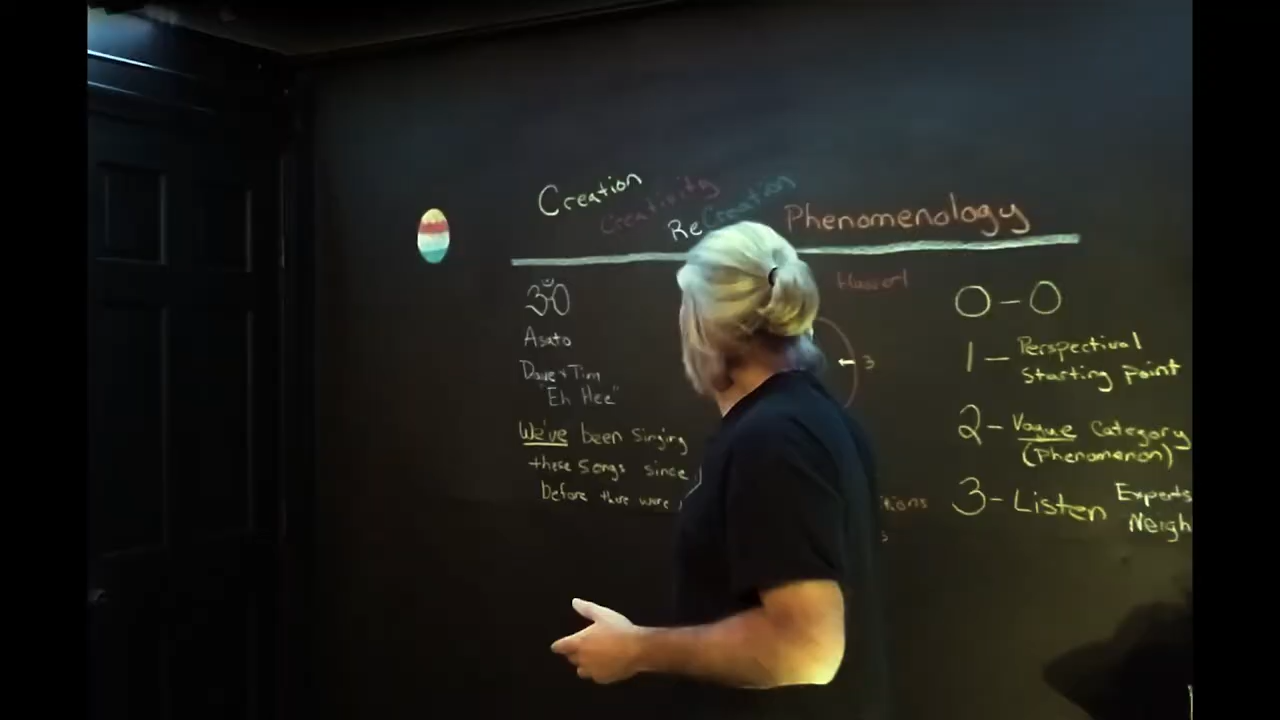 Creation
Creativity
ReCreation
Phenomenology
ॐ
Asato
Dave + Tim
"Eh Hee"
We've been singing
these songs since
before there were
Husserl
3
0 - 0
1 - Perspectival
Starting Point
2 - Vague Category
(Phenomenon)
3 - Listen Experts
Neigh